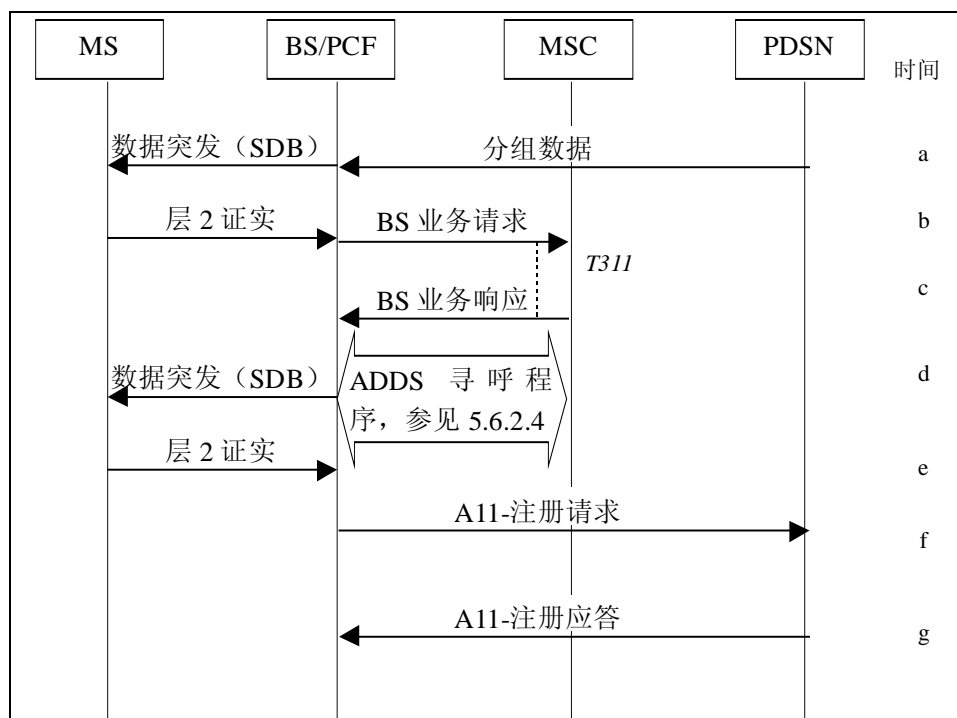 MS
BS/PCF
MSC
PDSN
时间
数据突发（SDB）
分组数据
a
层 2 证实
BS 业务请求
b
T311
BS 业务响应
c
数据突发（SDB）
ADDS 寻呼程
序，参见 5.6.2.4
d
层 2 证实
e
A11-注册请求
f
A11-注册应答
g